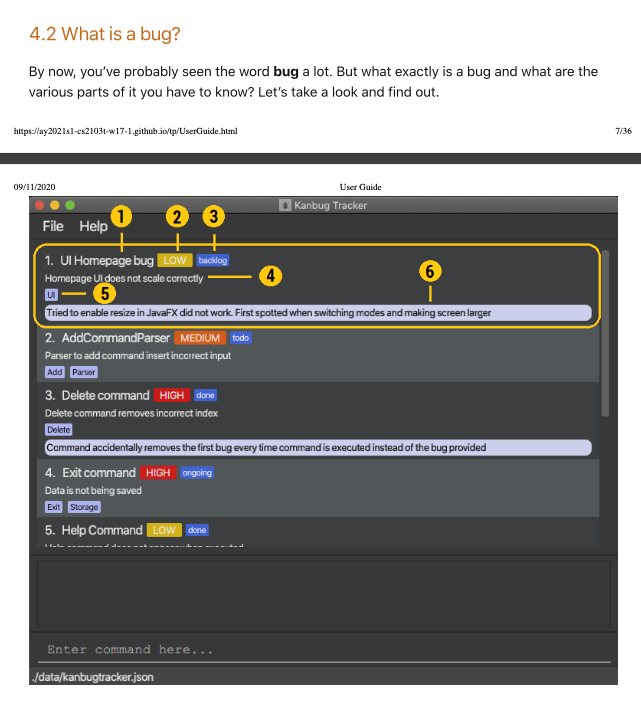 4.2 What is a bug?
By now, you've probably seen the word bug a lot. But what exactly is a bug and what are the
various parts of it you have to know? Let's take a look and find out.
https://ay2021s1-cs2103t-w17-1.github.io/tp/UserGuide.html 7/36
09/11/2020 User Guide
Kanbug Tracker
File Help
1 2 3
1. UI Homepage bug LOW backlog
Homepage UI does not scale correctly 4
6
UI 5
Tried to enable resize in JavaFX did not work. First spotted when switching modes and making screen larger
2. AddCommandParser MEDIUM todo
Parser to add command insert incorrect input
Add Parser
3. Delete command HIGH done
Delete command removes incorrect index
Delete
Command accidentally removes the first bug every time command is executed instead of the bug provided
4. Exit command HIGH ongoing
Data is not being saved
Exit Storage
5. Help Command LOW done
Enter command here...
./data/kanbugtracker.json